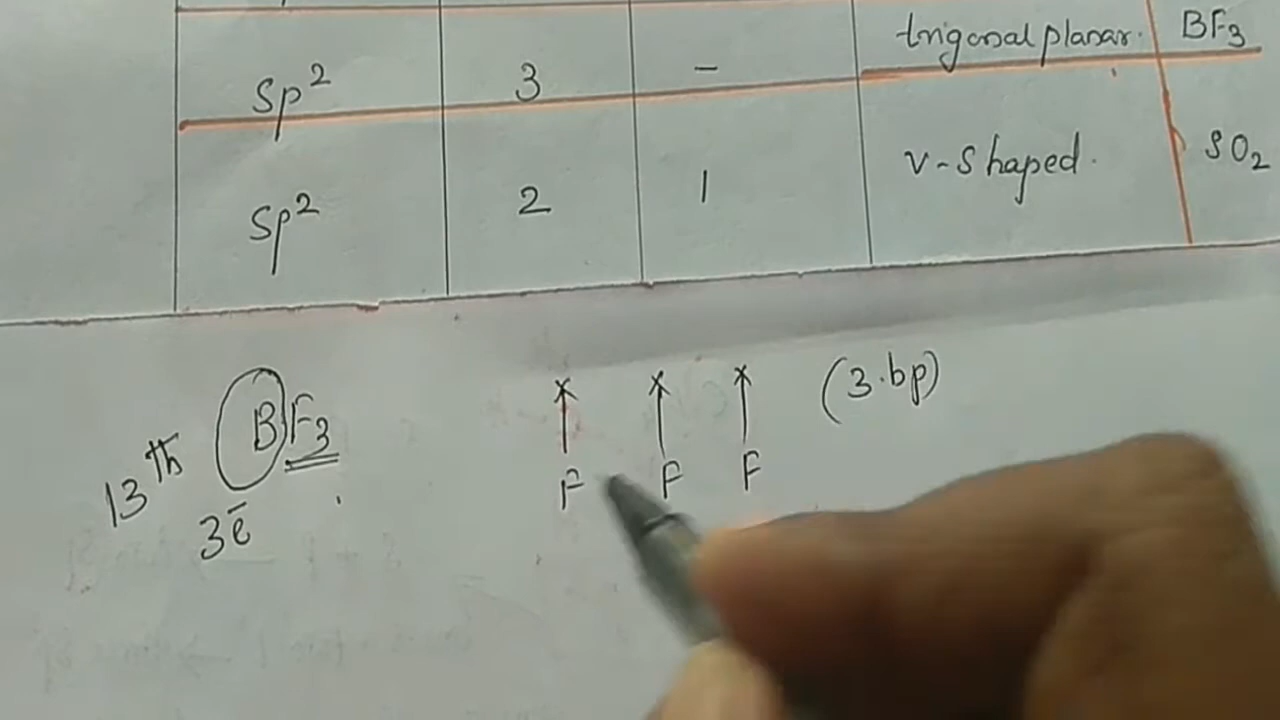 sp² 3 - trigonal planar. BF₃
sp² 2 1 V-shaped. SO₂
13th BF₃ (3.bp)
3e̅ F F F